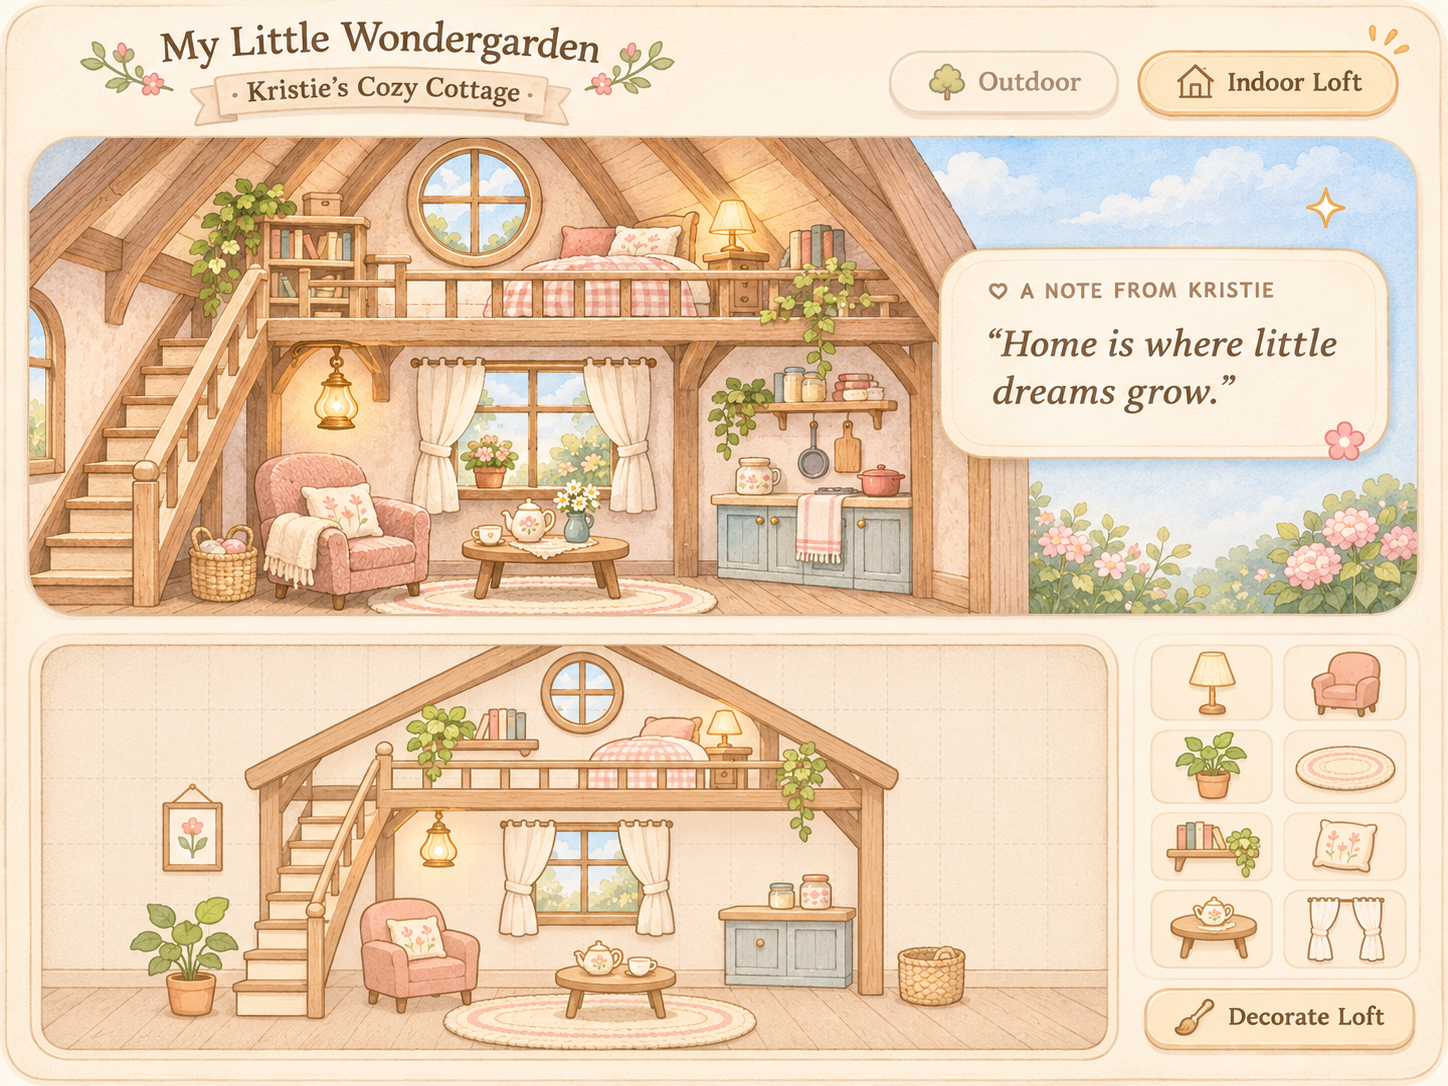 My Little Wondergarden
Kristie's Cozy Cottage
Outdoor
Indoor Loft
A NOTE FROM KRISTIE
“Home is where little
dreams grow.”
Decorate Loft